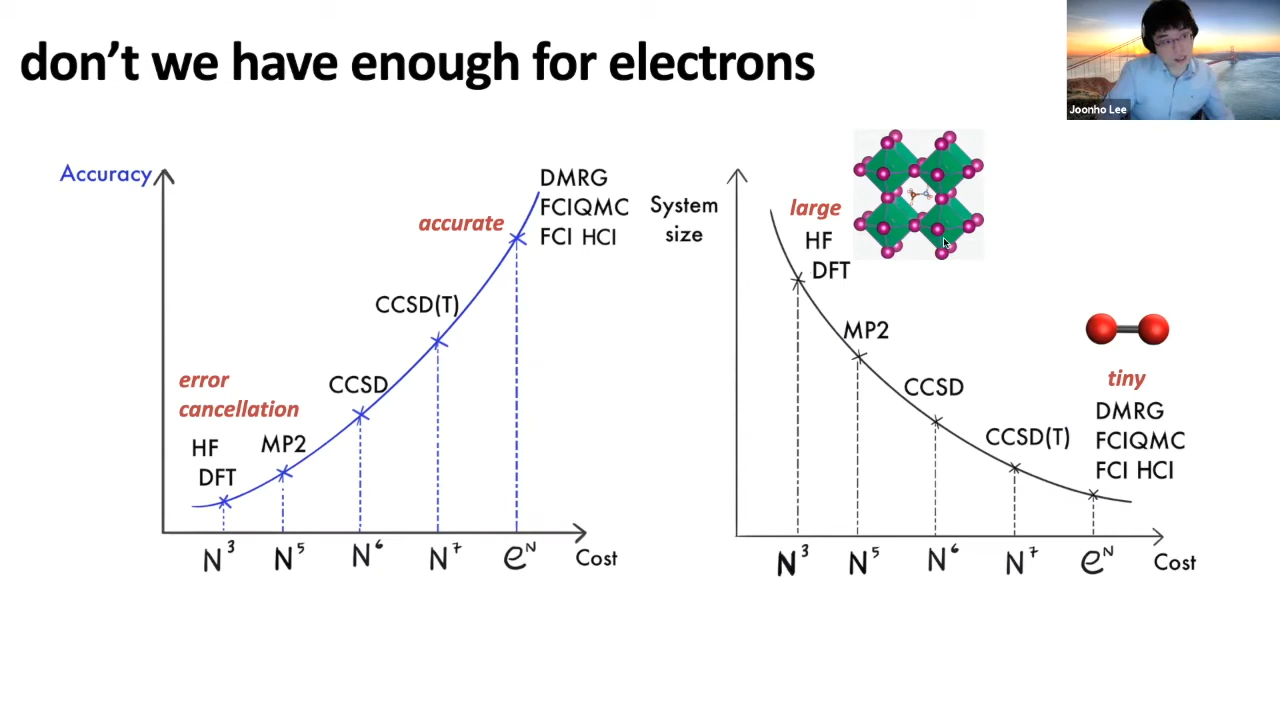 don't we have enough for electrons
Joonho Lee
Accuracy
error
cancellation
HF
DFT
MP2
CCSD
CCSD(T)
accurate
DMRG
FCIQMC
FCI HCI
N³
N⁵
N⁶
N⁷
eᴺ
Cost
System
size
large
HF
DFT
MP2
CCSD
CCSD(T)
tiny
DMRG
FCIQMC
FCI HCI
N³
N⁵
N⁶
N⁷
eᴺ
Cost